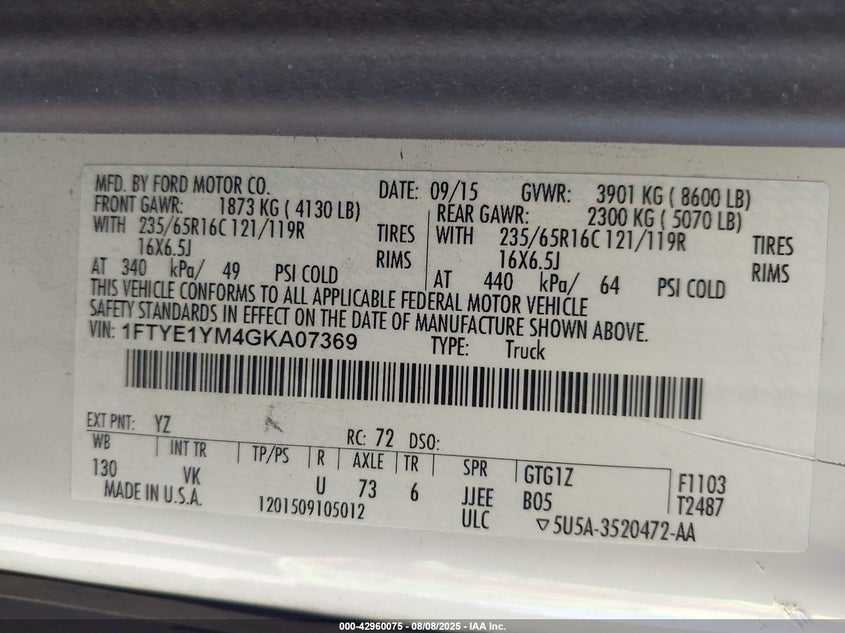 MFD. BY FORD MOTOR CO. DATE: 09/15 GVWR: 3901 KG ( 8600 LB)
FRONT GAWR: 1873 KG ( 4130 LB) REAR GAWR: 2300 KG ( 5070 LB)
WITH 235/65R16C 121/119R TIRES WITH 235/65R16C 121/119R TIRES
16X6.5J RIMS 16X6.5J RIMS
AT 340 kPa/ 49 PSI COLD AT 440 kPa/ 64 PSI COLD
THIS VEHICLE CONFORMS TO ALL APPLICABLE FEDERAL MOTOR VEHICLE
SAFETY STANDARDS IN EFFECT ON THE DATE OF MANUFACTURE SHOWN ABOVE.
VIN: 1FTYE1YM4GKA07369 TYPE: Truck
EXT PNT: YZ RC: 72 DSO:
WB INT TR TP/PS R AXLE TR SPR GTG1Z F1103
130 VK U 73 6 JJEE B05 T2487
MADE IN U.S.A. 1201509105012 ULC ▽5U5A-3520472-AA
000-42960075 - 08/08/2025 - IAA Inc.